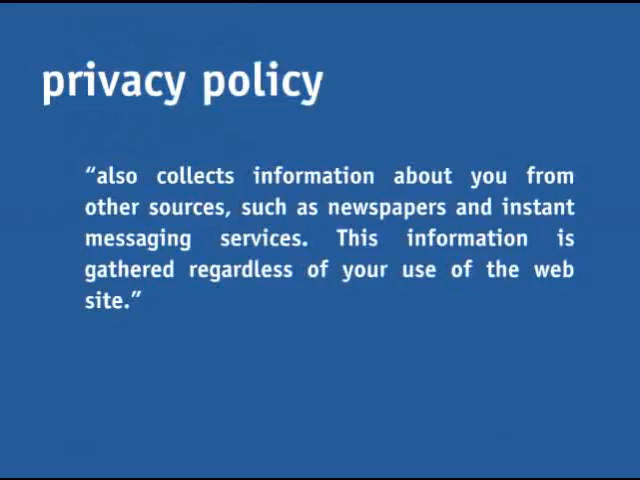 privacy policy
“also collects information about you from
other sources, such as newspapers and instant
messaging services. This information is
gathered regardless of your use of the web
site.”